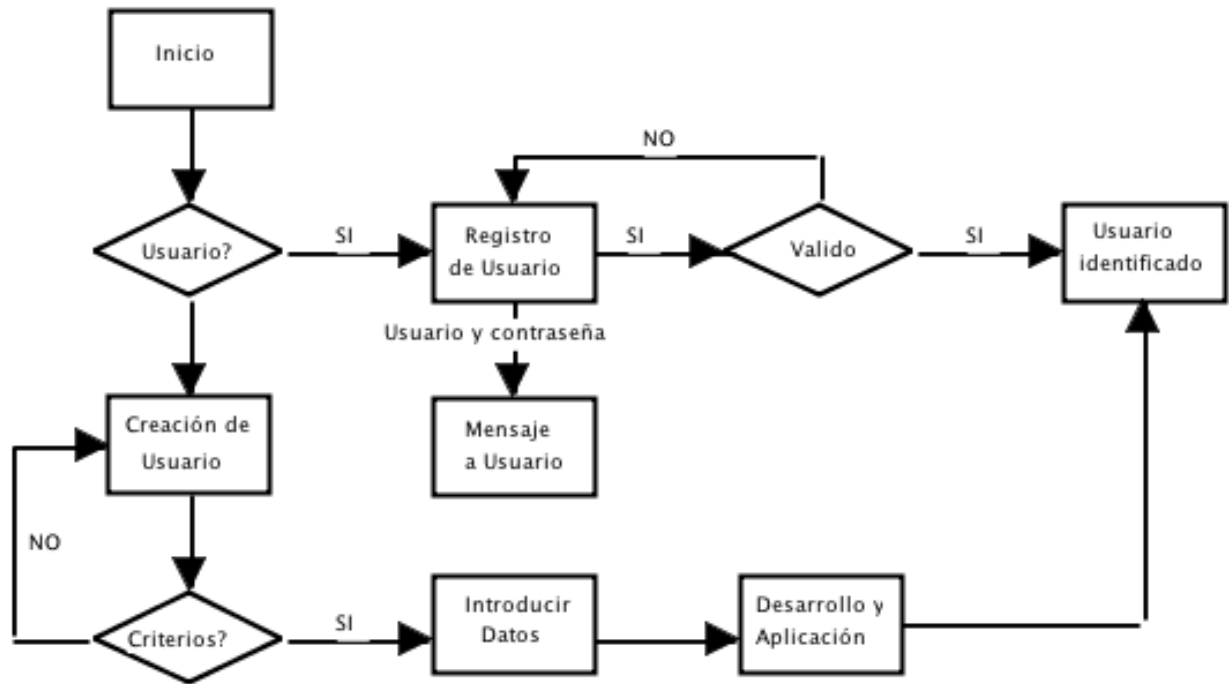 Inicio
NO
Usuario?
SI
Registro
de Usuario
SI
Valido
SI
Usuario
identificado
Usuario y contraseña
Creación de
Usuario
Mensaje
a Usuario
NO
Criterios?
SI
Introducir
Datos
Desarrollo y
Aplicación